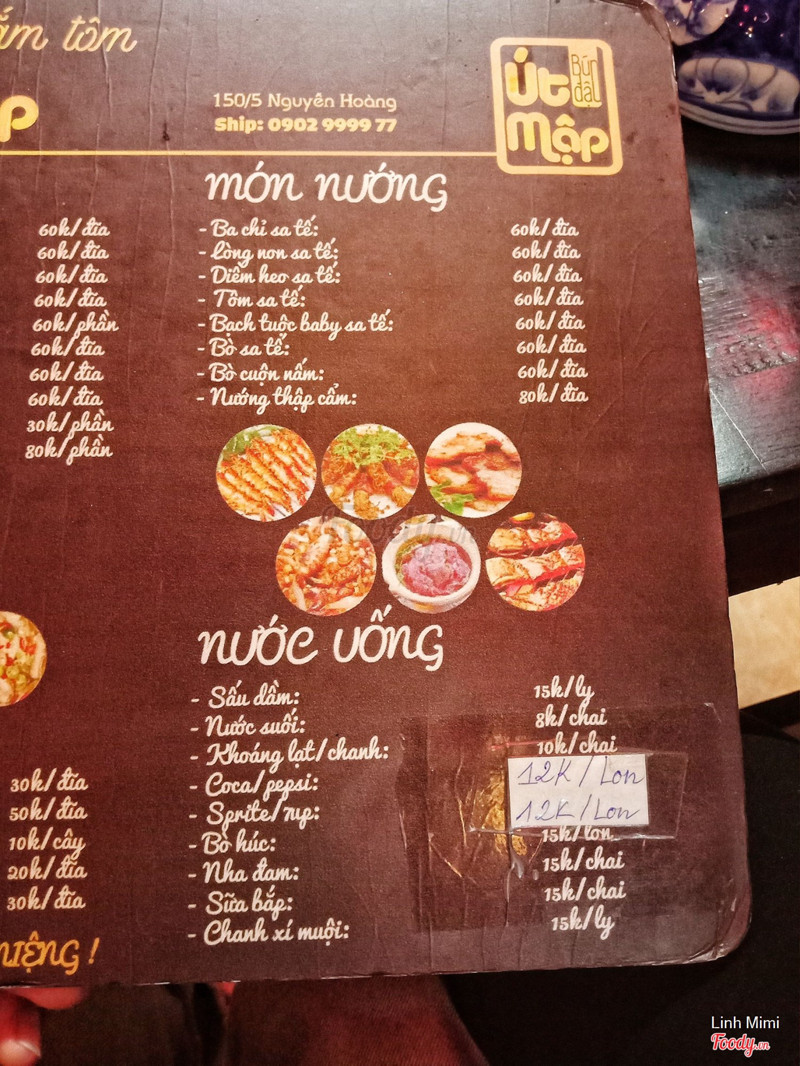 ắm tôm
p
150/5 Nguyễn Hoàng
Ship: 0902 9999 77
Út
Bún
đậu
Mập
60k/đĩa
60k/đĩa
60k/đĩa
60k/đĩa
60k/phần
60k/đĩa
60k/đĩa
60k/đĩa
30k/phần
80k/phần
món nướng
- Ba chỉ sa tế: 60k/đĩa
- Lòng non sa tế: 60k/đĩa
- Diềm heo sa tế: 60k/đĩa
- Tôm sa tế: 60k/đĩa
- Bạch tuộc baby sa tế: 60k/đĩa
- Bò sa tế: 60k/đĩa
- Bò cuộn nấm: 60k/đĩa
- Nướng thập cẩm: 80k/đĩa
nước uống
- Sấu dầm: 15k/ly
- Nước suối: 8k/chai
- Khoáng lạt/chanh: 10k/chai
- Coca/pepsi: 12K/Lon
- Sprite/7up: 12K/Lon
- Bò húc: 15k/lon
- Nha đam: 15k/chai
- Sữa bắp: 15k/chai
- Chanh xí muội: 15k/ly
30k/đĩa
50k/đĩa
10k/cây
20k/đĩa
30k/đĩa
IỆNG!
Linh Mimi
Foody.vn